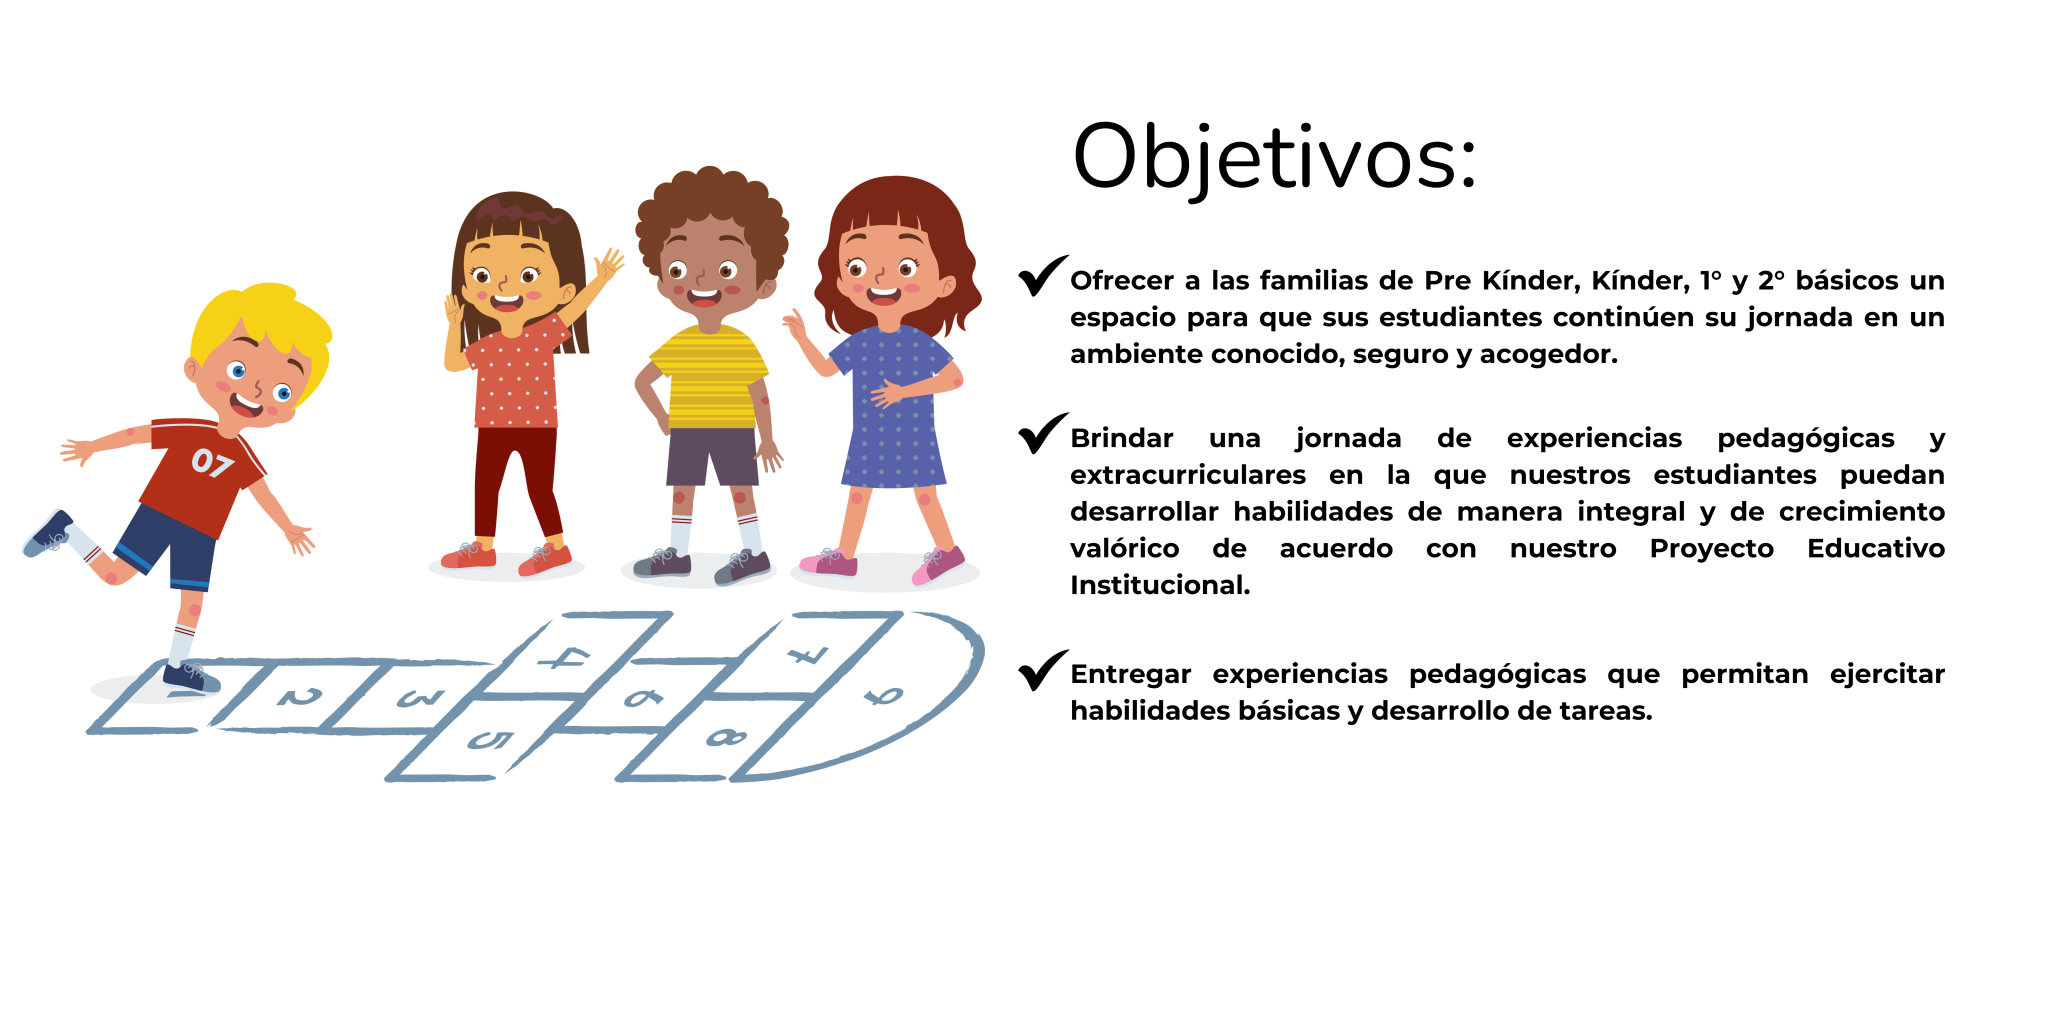 Objetivos:
Ofrecer a las familias de Pre Kínder, Kínder, 1° y 2° básicos un
espacio para que sus estudiantes continúen su jornada en un
ambiente conocido, seguro y acogedor.
Brindar una jornada de experiencias pedagógicas y
extracurriculares en la que nuestros estudiantes puedan
desarrollar habilidades de manera integral y de crecimiento
valórico de acuerdo con nuestro Proyecto Educativo
Institucional.
Entregar experiencias pedagógicas que permitan ejercitar
habilidades básicas y desarrollo de tareas.
07
1
2
3
4
5
6
7
8
9